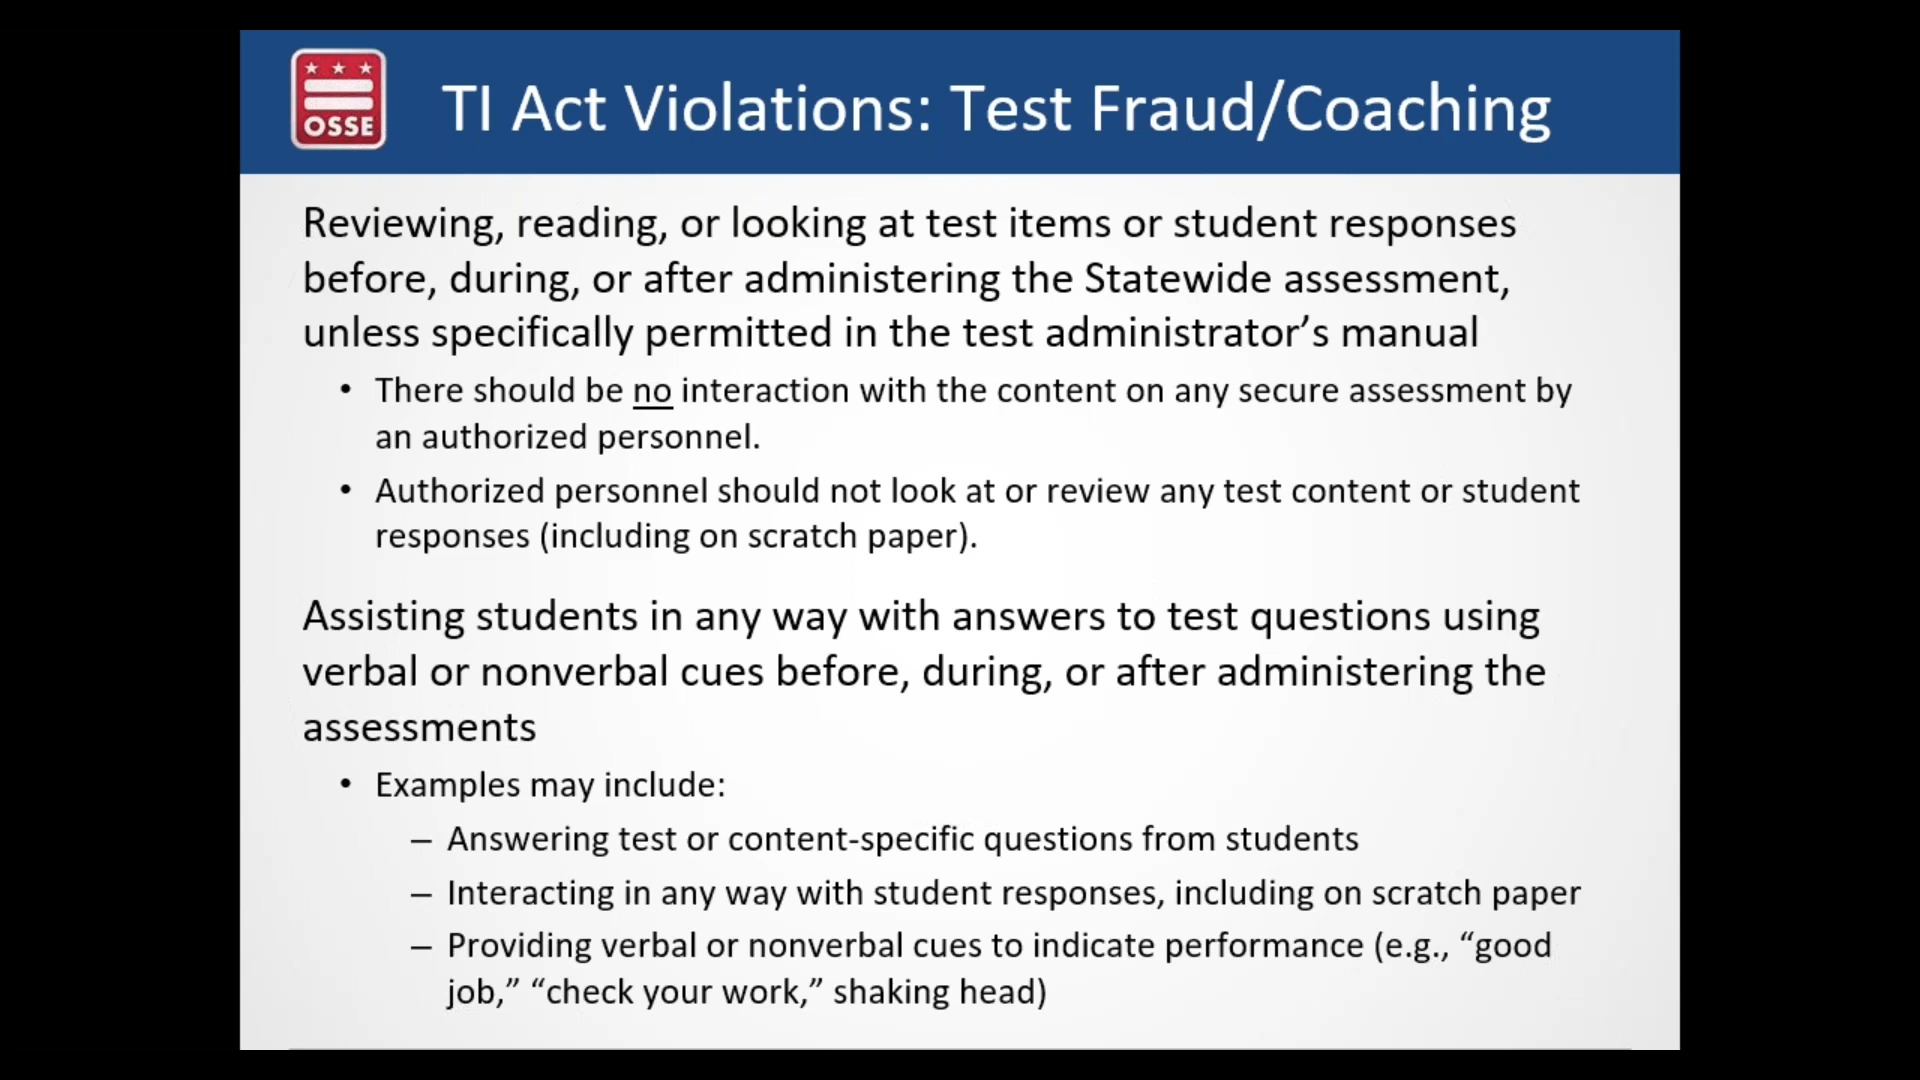 OSSE
TI Act Violations: Test Fraud/Coaching
Reviewing, reading, or looking at test items or student responses
before, during, or after administering the Statewide assessment,
unless specifically permitted in the test administrator’s manual
• There should be no interaction with the content on any secure assessment by
an authorized personnel.
• Authorized personnel should not look at or review any test content or student
responses (including on scratch paper).
Assisting students in any way with answers to test questions using
verbal or nonverbal cues before, during, or after administering the
assessments
• Examples may include:
– Answering test or content-specific questions from students
– Interacting in any way with student responses, including on scratch paper
– Providing verbal or nonverbal cues to indicate performance (e.g., “good
job,” “check your work,” shaking head)